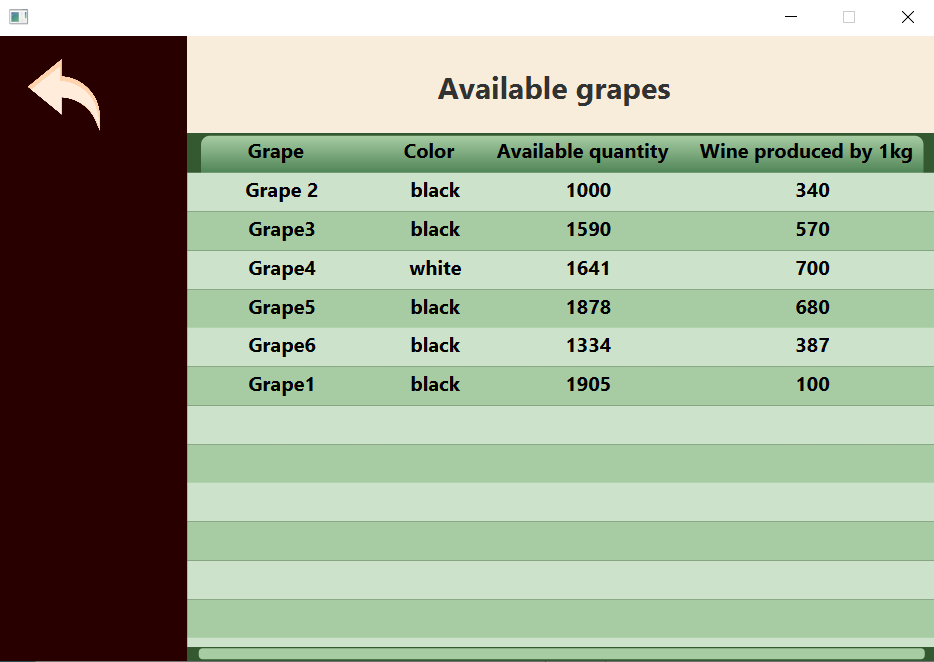 Available grapes
Grape Color Available quantity Wine produced by 1kg
Grape 2 black 1000 340
Grape3 black 1590 570
Grape4 white 1641 700
Grape5 black 1878 680
Grape6 black 1334 387
Grape1 black 1905 100